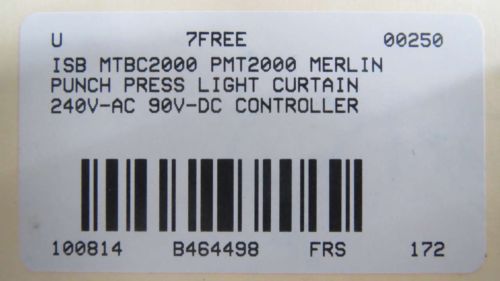 U 7FREE 00250
ISB MTBC2000 PMT2000 MERLIN
PUNCH PRESS LIGHT CURTAIN
240V-AC 90V-DC CONTROLLER
100814 B464498 FRS 172